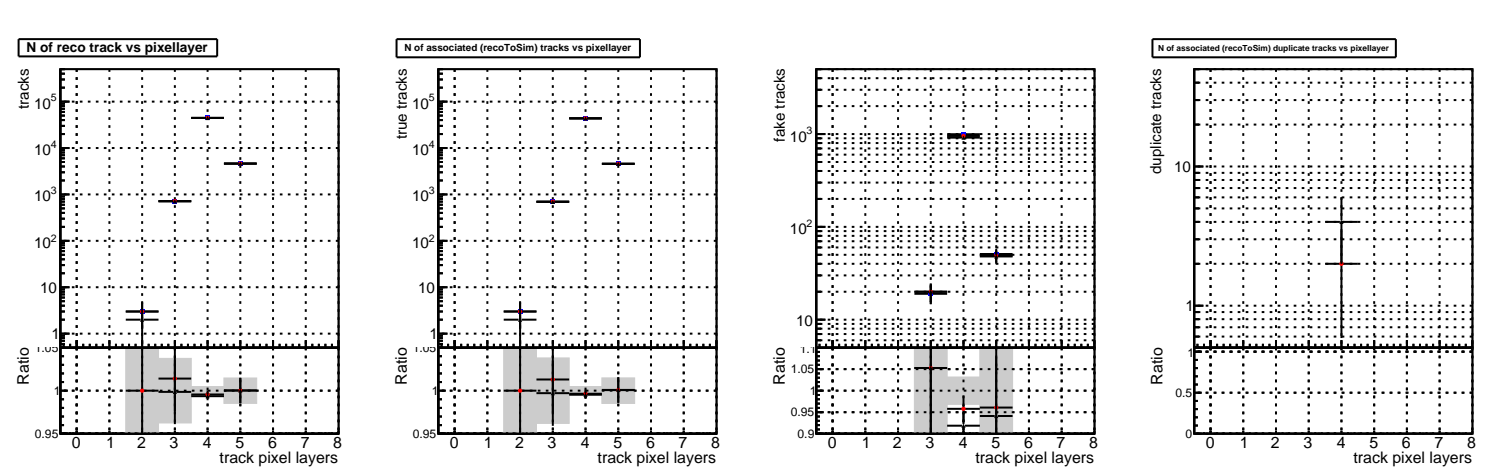 N of reco track vs pixellayer
tracks
10^5
10^4
10^3
10^2
10
1
1.05
Ratio
1
0.95
0 1 2 3 4 5 6 7 8
track pixel layers
N of associated (recoToSim) tracks vs pixellayer
true tracks
10^5
10^4
10^3
10^2
10
1
1.05
Ratio
1
0.95
0 1 2 3 4 5 6 7 8
track pixel layers
fake tracks
10^3
10^2
10
1.1
Ratio
1.05
0.95
0.9
0 1 2 3 4 5 6 7 8
track pixel layers
N of associated (recoToSim) duplicate tracks vs pixellayer
duplicate tracks
10
1
Ratio
1
0.5
0
0 1 2 3 4 5 6 7 8
track pixel layers